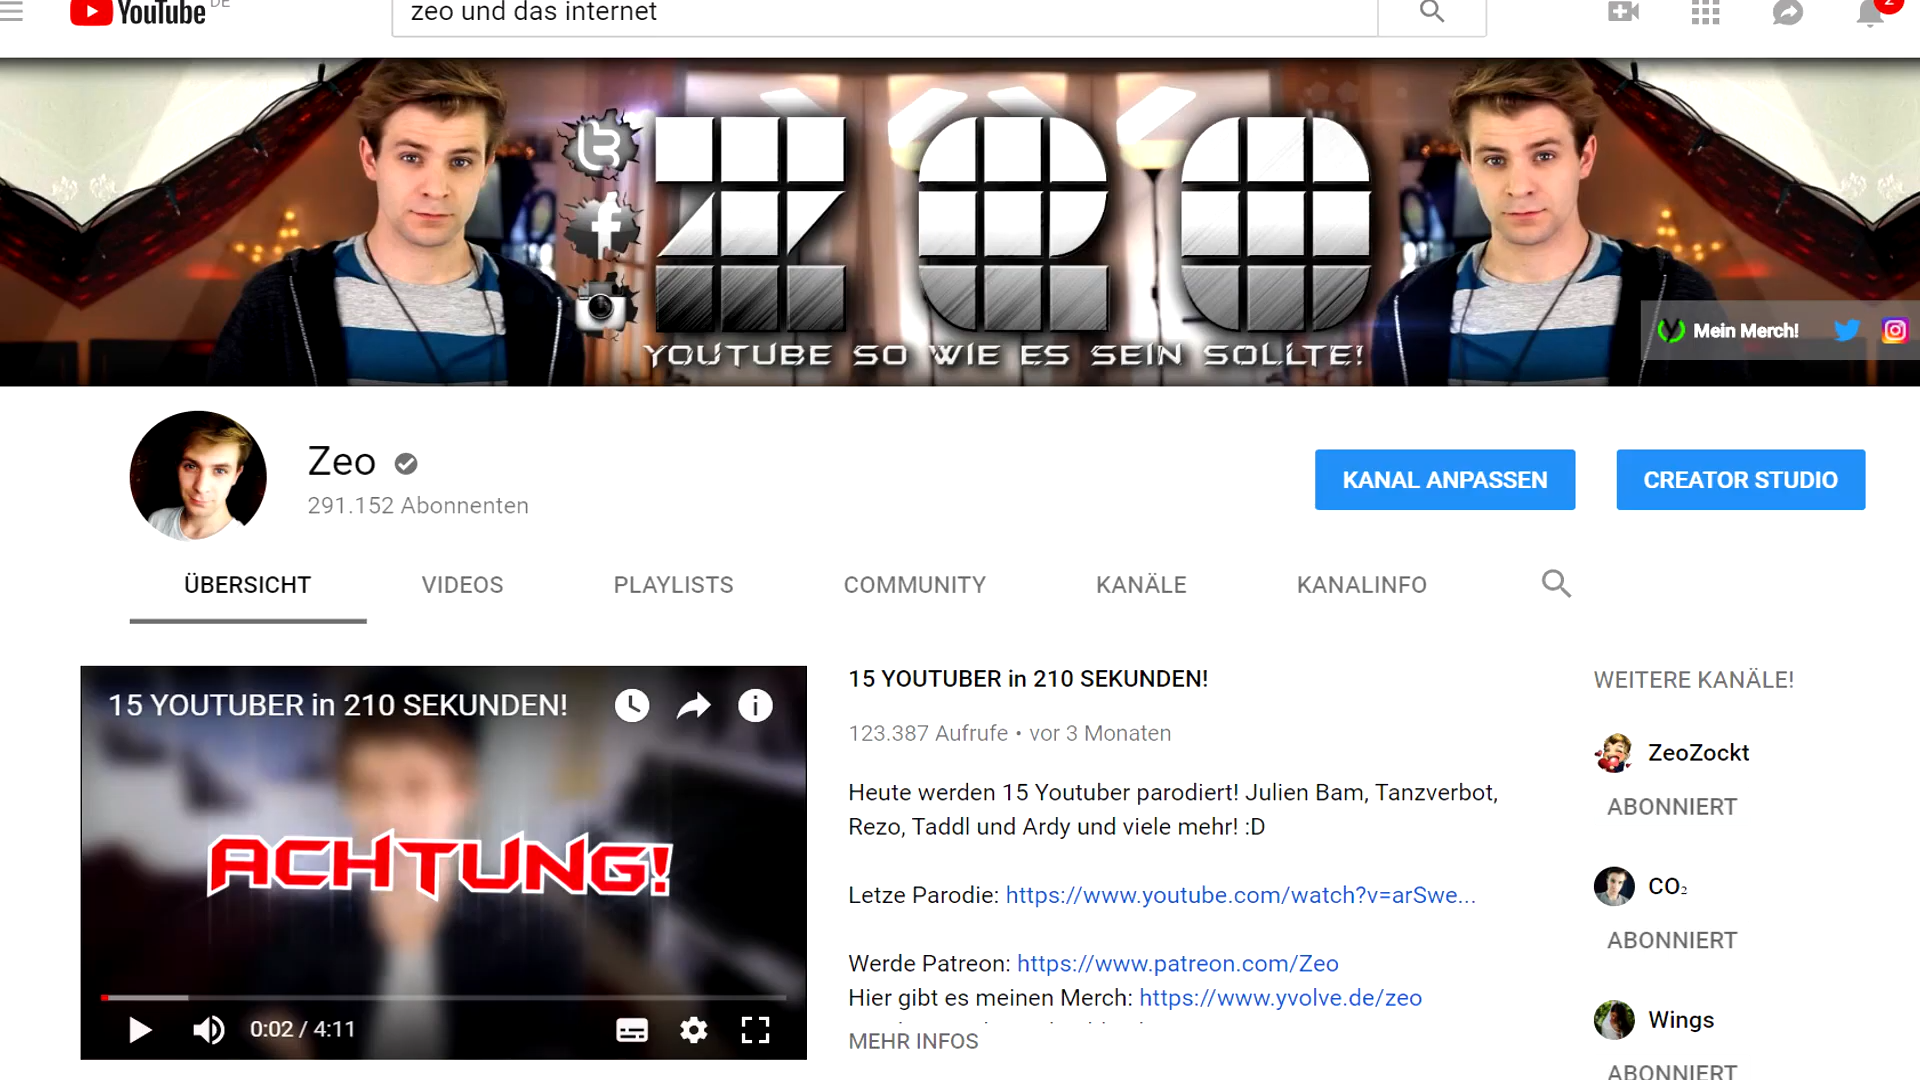 YouTube DE
zeo und das internet
2
ZEO
YOUTUBE SO WIE ES SEIN SOLLTE!
Mein Merch!
Zeo
291.152 Abonnenten
KANAL ANPASSEN
CREATOR STUDIO
ÜBERSICHT
VIDEOS
PLAYLISTS
COMMUNITY
KANÄLE
KANALINFO
15 YOUTUBER in 210 SEKUNDEN!
ACHTUNG!
0:02 / 4:11
15 YOUTUBER in 210 SEKUNDEN!
123.387 Aufrufe • vor 3 Monaten
Heute werden 15 Youtuber parodiert! Julien Bam, Tanzverbot,
Rezo, Taddl und Ardy und viele mehr! :D
Letze Parodie: https://www.youtube.com/watch?v=arSwe...
Werde Patreon: https://www.patreon.com/Zeo
Hier gibt es meinen Merch: https://www.yvolve.de/zeo
MEHR INFOS
WEITERE KANÄLE!
ZeoZockt
ABONNIERT
CO₂
ABONNIERT
Wings
ABONNIERT